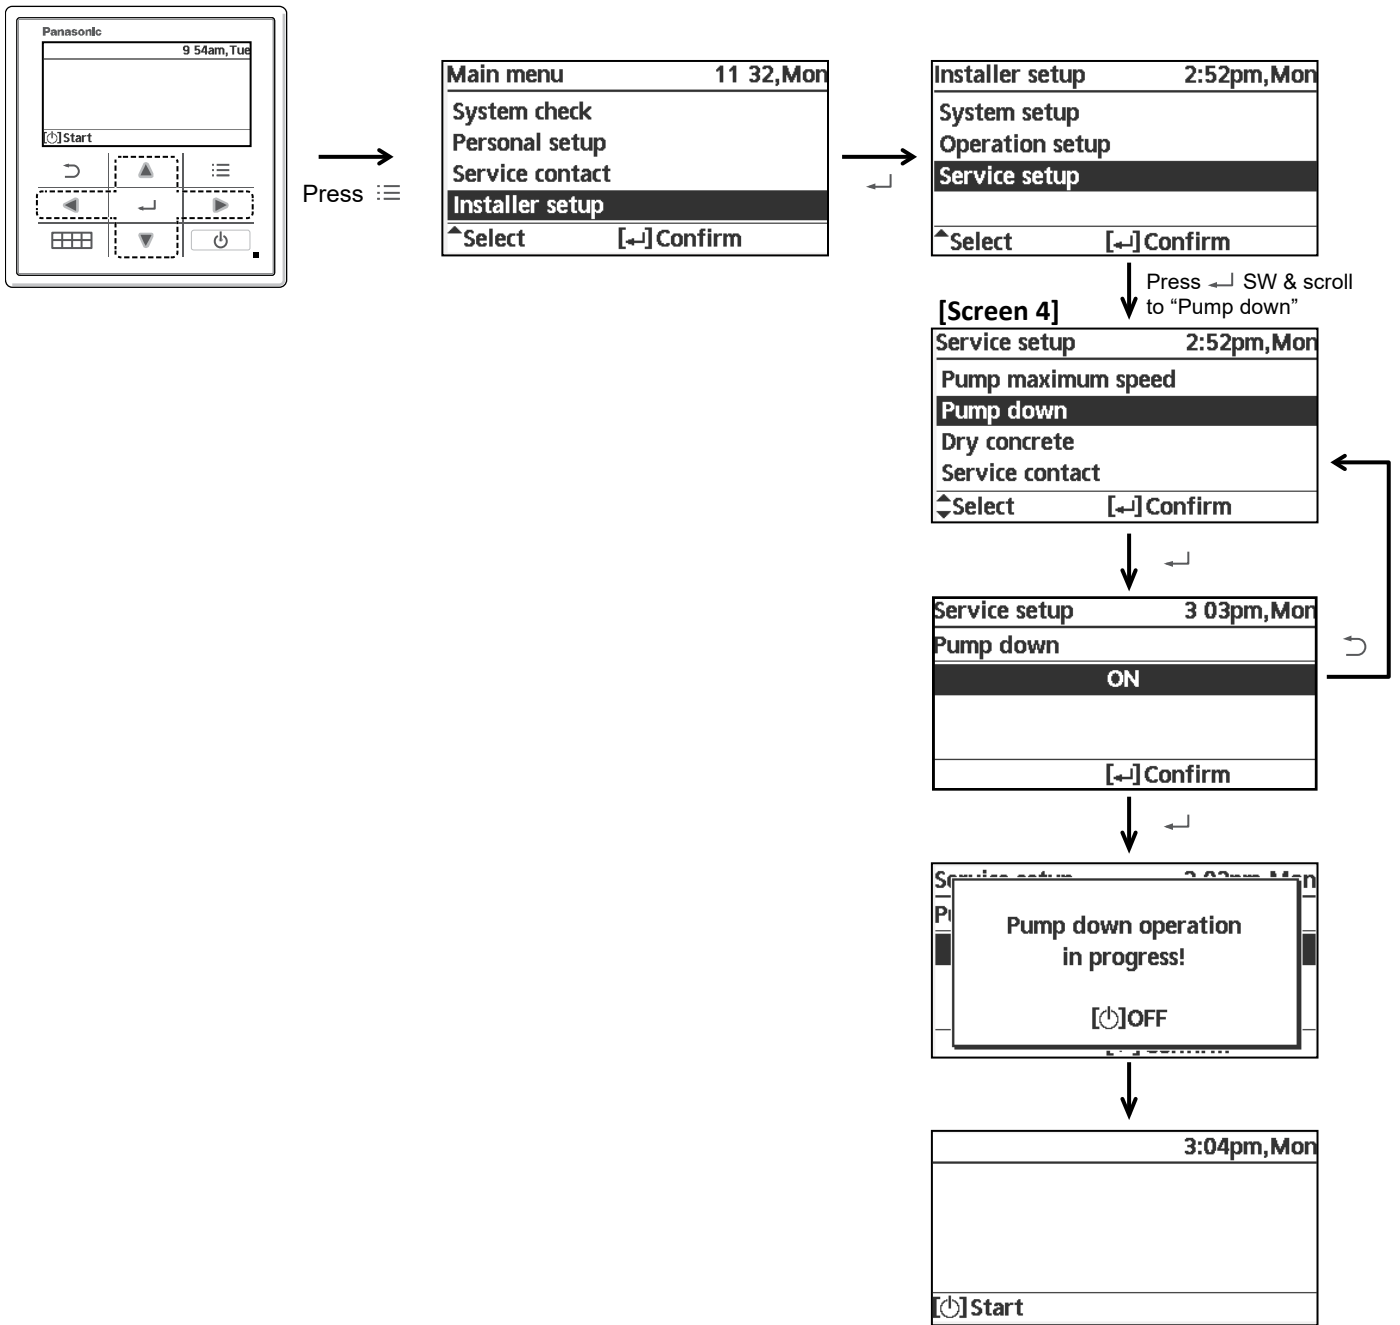 Panasonic
9 54am,Tue
[⏻]Start
Press
Main menu 11 32,Mon
System check
Personal setup
Service contact
Installer setup
Select [↵]Confirm
Installer setup 2:52pm,Mon
System setup
Operation setup
Service setup
Select [↵]Confirm
Press ↵ SW & scroll
to “Pump down”
[Screen 4]
Service setup 2:52pm,Mon
Pump maximum speed
Pump down
Dry concrete
Service contact
Select [↵]Confirm
Service setup 3 03pm,Mon
Pump down
ON
[↵]Confirm
Pump down operation
in progress!
[⏻]OFF
3:04pm,Mon
[⏻]Start